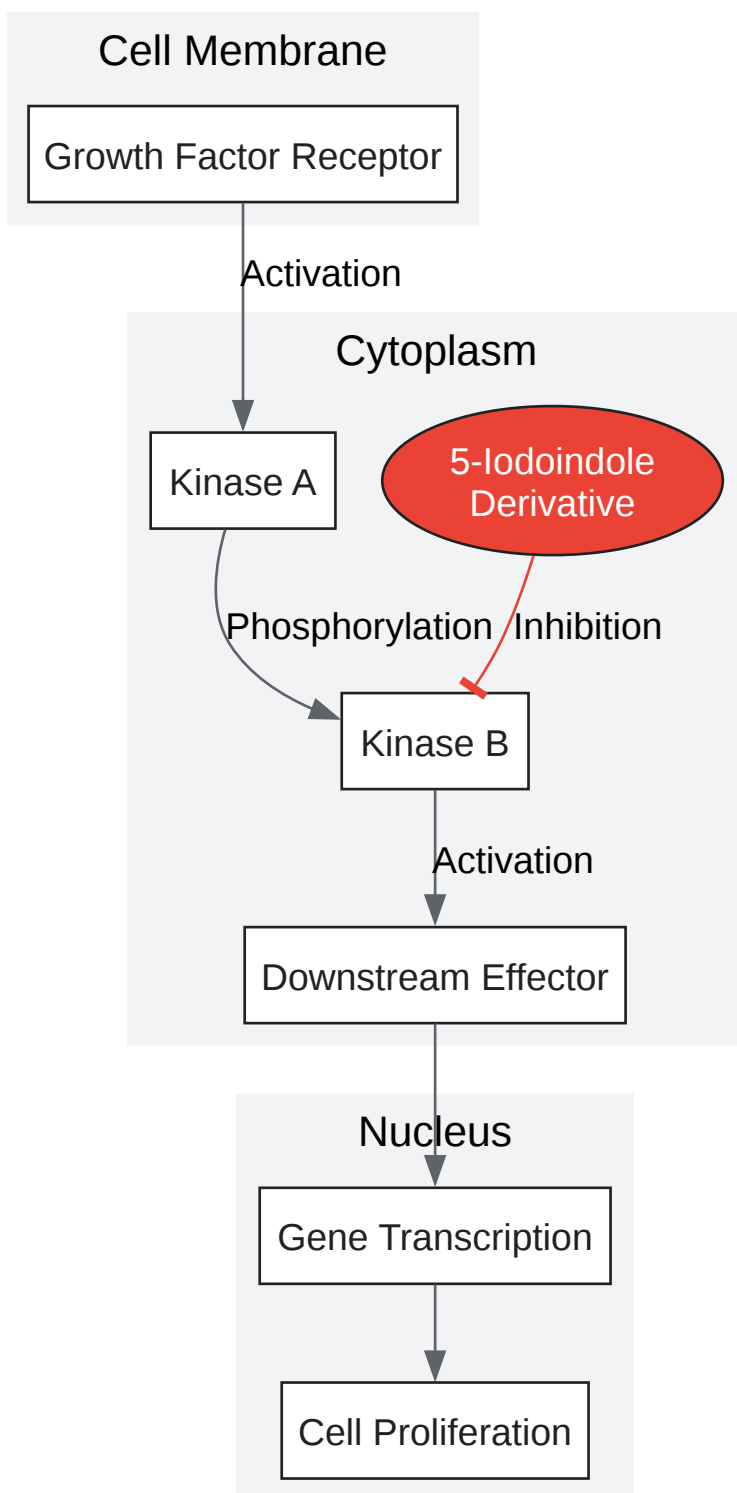 Cell Membrane
Growth Factor Receptor
Activation
Cytoplasm
Kinase A
5-Iodoindole
Derivative
Phosphorylation
Inhibition
Kinase B
Activation
Downstream Effector
Nucleus
Gene Transcription
Cell Proliferation